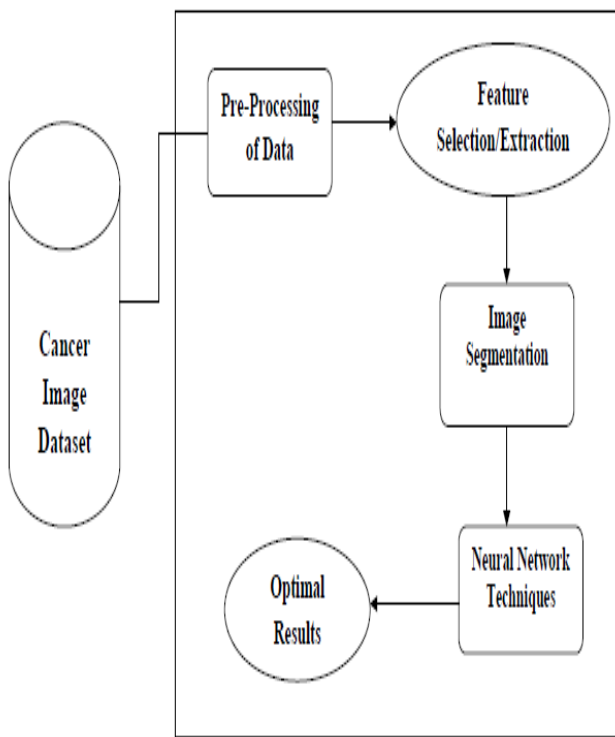 Pre-Processing
of Data
Feature
Selection/Extraction
Cancer
Image
Dataset
Image
Segmentation
Neural Network
Techniques
Optimal
Results